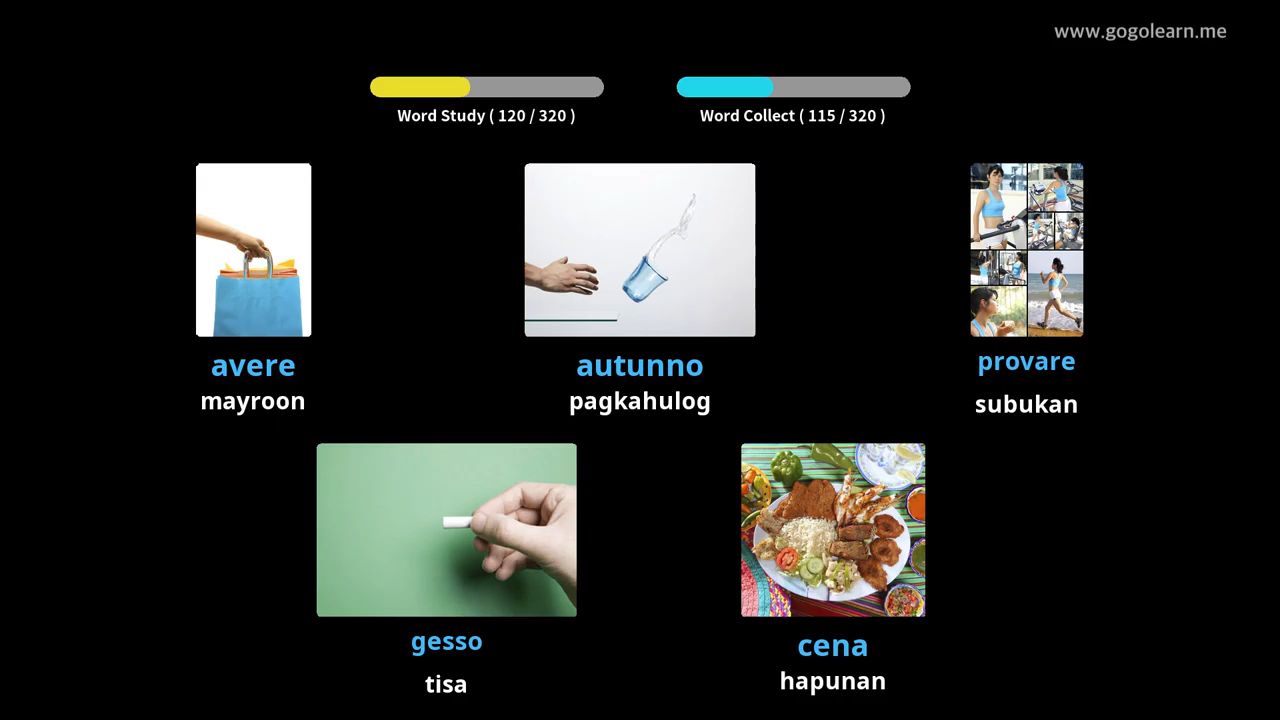 www.gogolearn.me
Word Study ( 120 / 320 )
Word Collect ( 115 / 320 )
avere
mayroon
autunno
pagkahulog
provare
subukan
gesso
tisa
cena
hapunan